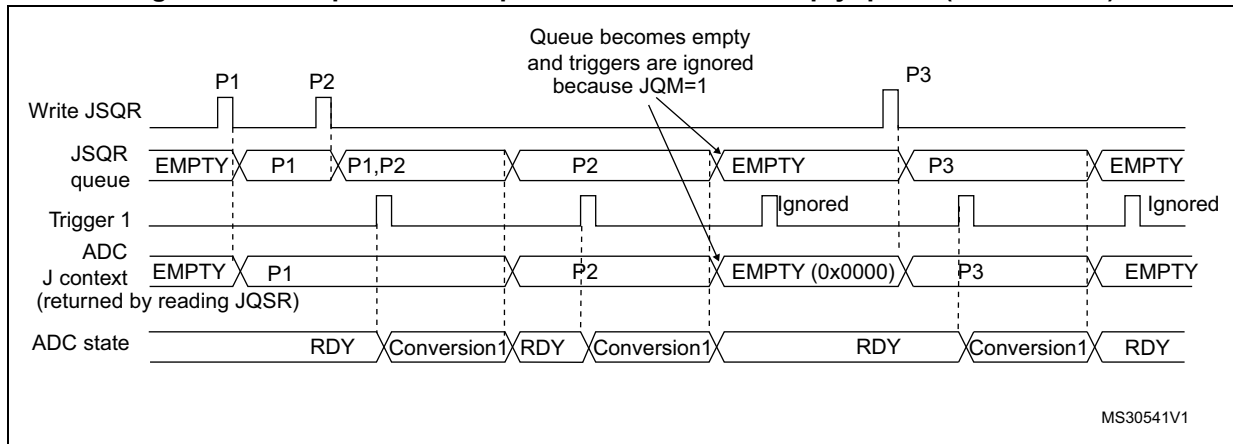 Queue becomes empty
and triggers are ignored
because JQM=1
P1 P2 P3
Write JSQR
JSQR
queue
EMPTY P1 P1,P2 P2 EMPTY P3 EMPTY
Trigger 1 Ignored Ignored
ADC
J context
(returned by reading JQSR)
EMPTY P1 P2 EMPTY (0x0000) P3 EMPTY
ADC state RDY Conversion1 RDY Conversion1 RDY Conversion1 RDY
MS30541V1